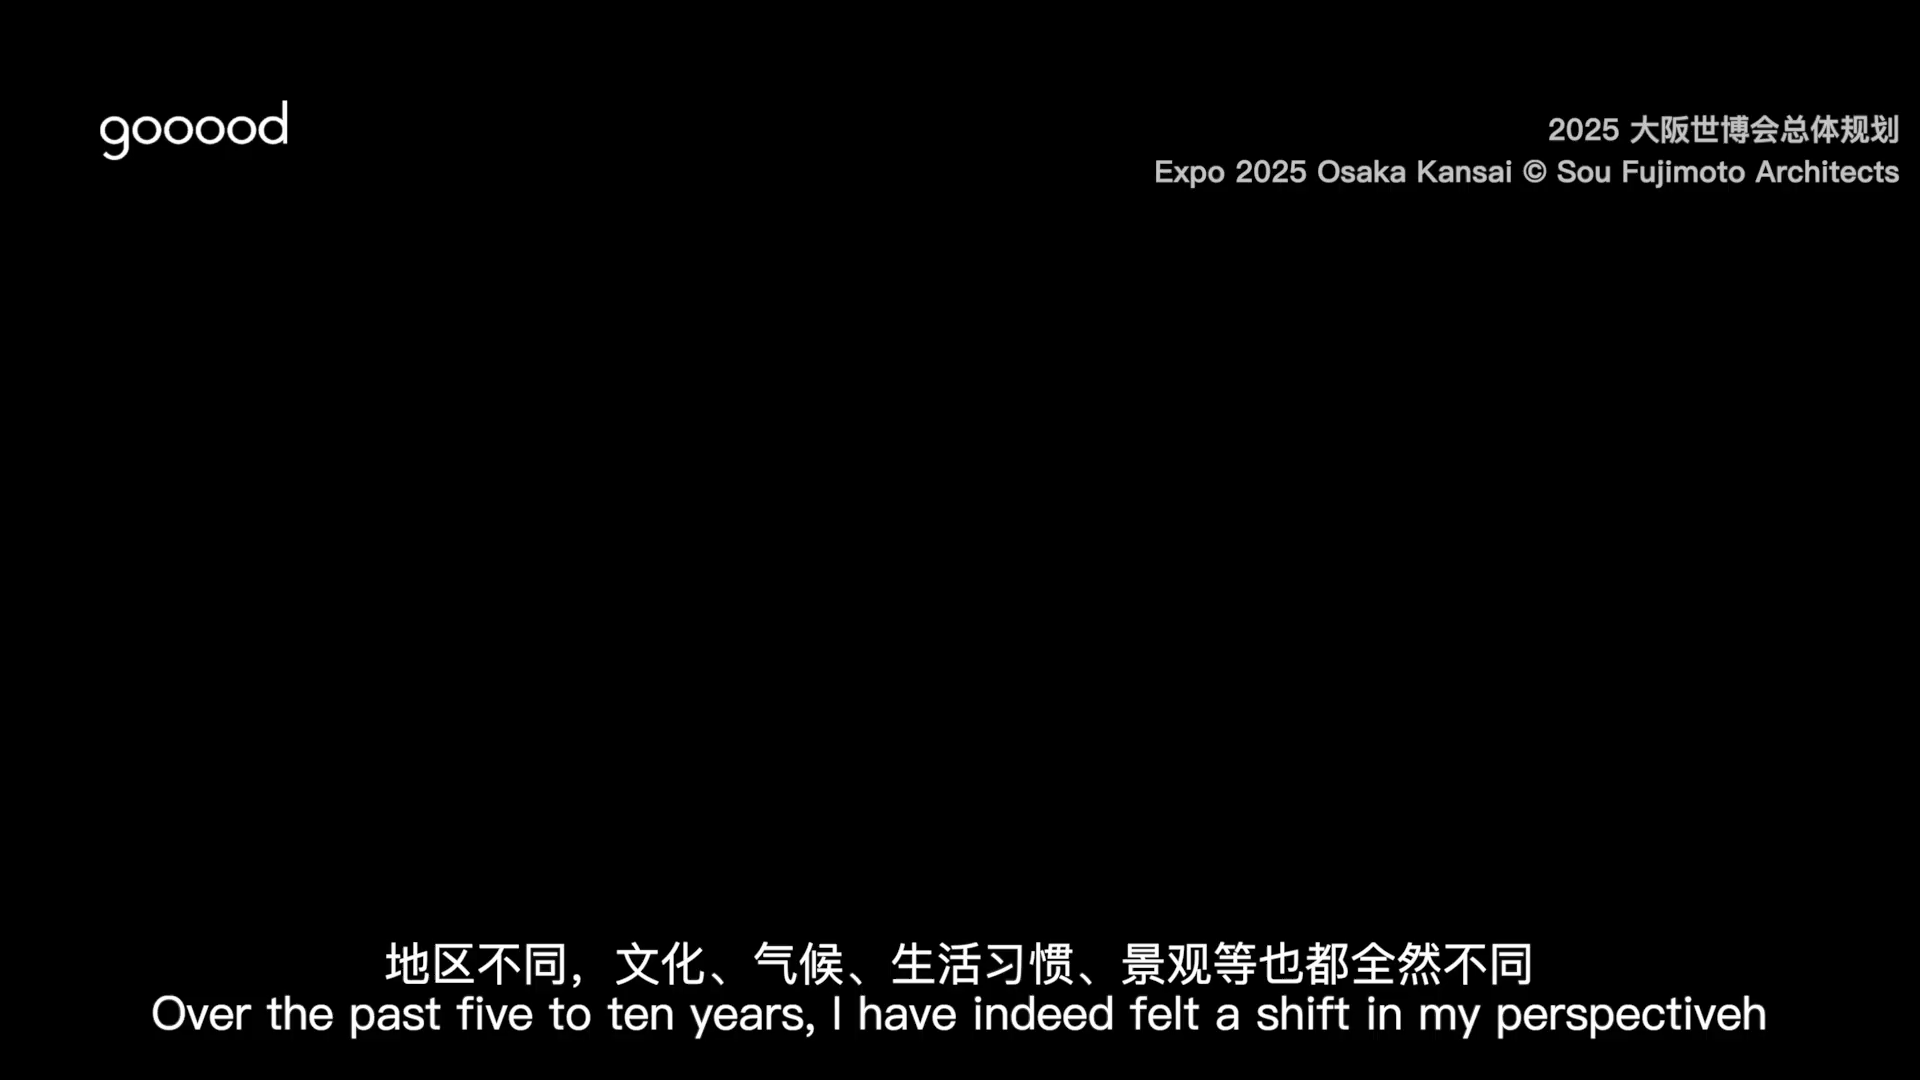 gooood
2025 大阪世博会总体规划
Expo 2025 Osaka Kansai © Sou Fujimoto Architects
地区不同，文化、气候、生活习惯、景观等也都全然不同
Over the past five to ten years, I have indeed felt a shift in my perspectiveh